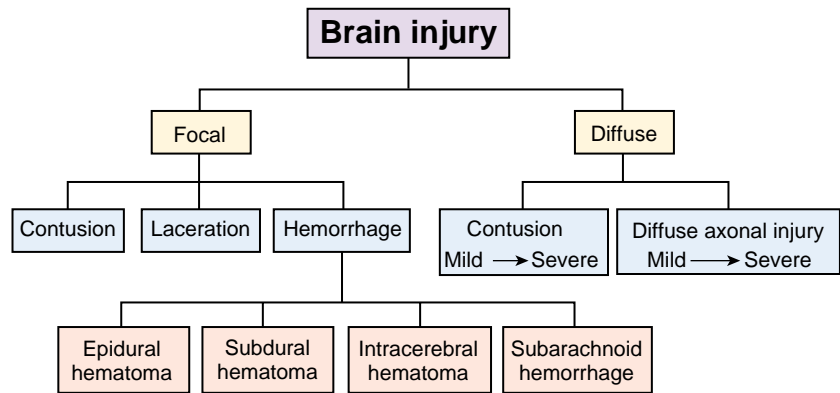 Brain injury
Focal
Diffuse
Contusion
Laceration
Hemorrhage
Contusion
Mild → Severe
Diffuse axonal injury
Mild → Severe
Epidural
hematoma
Subdural
hematoma
Intracerebral
hematoma
Subarachnoid
hemorrhage